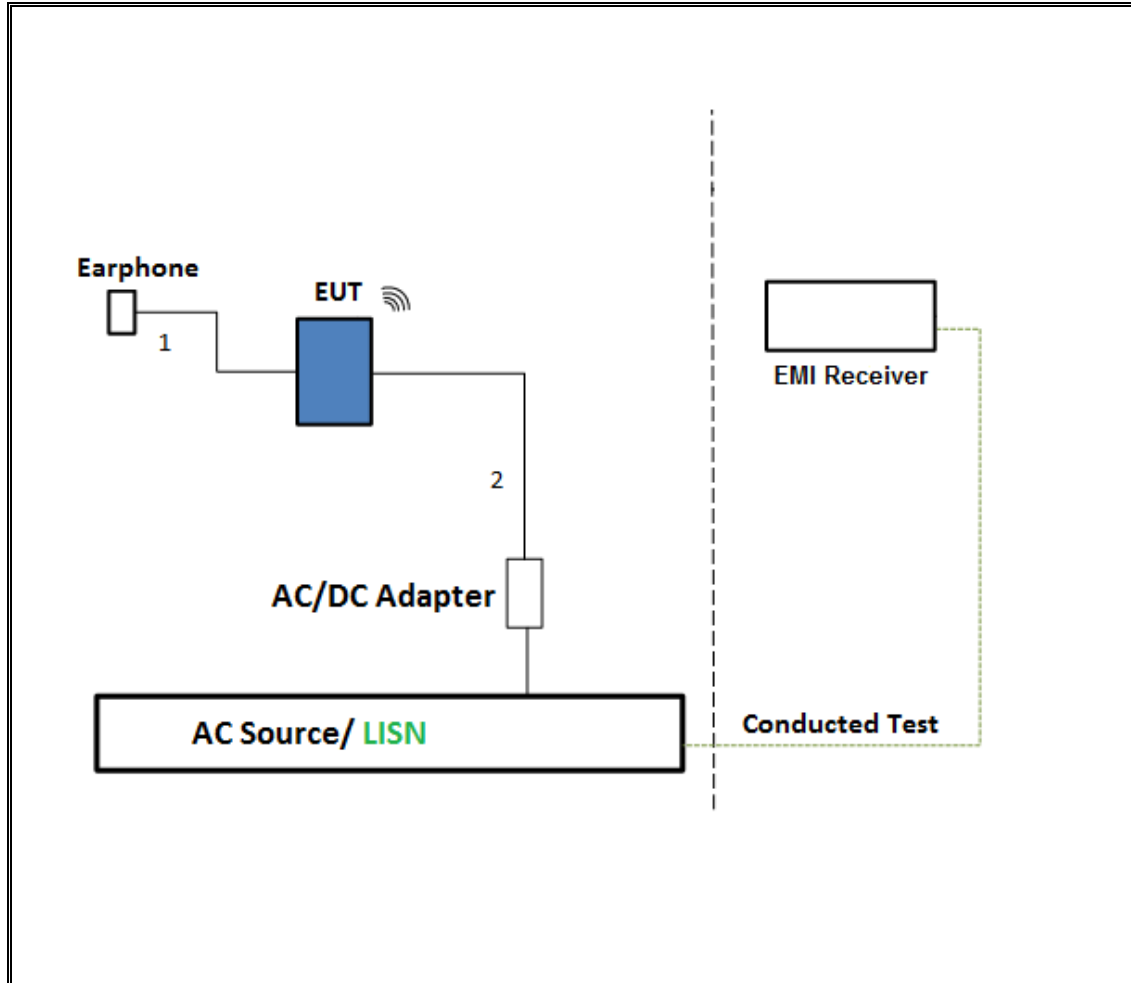 Earphone
EUT
1
EMI Receiver
2
AC/DC Adapter
AC Source/ LISN
Conducted Test